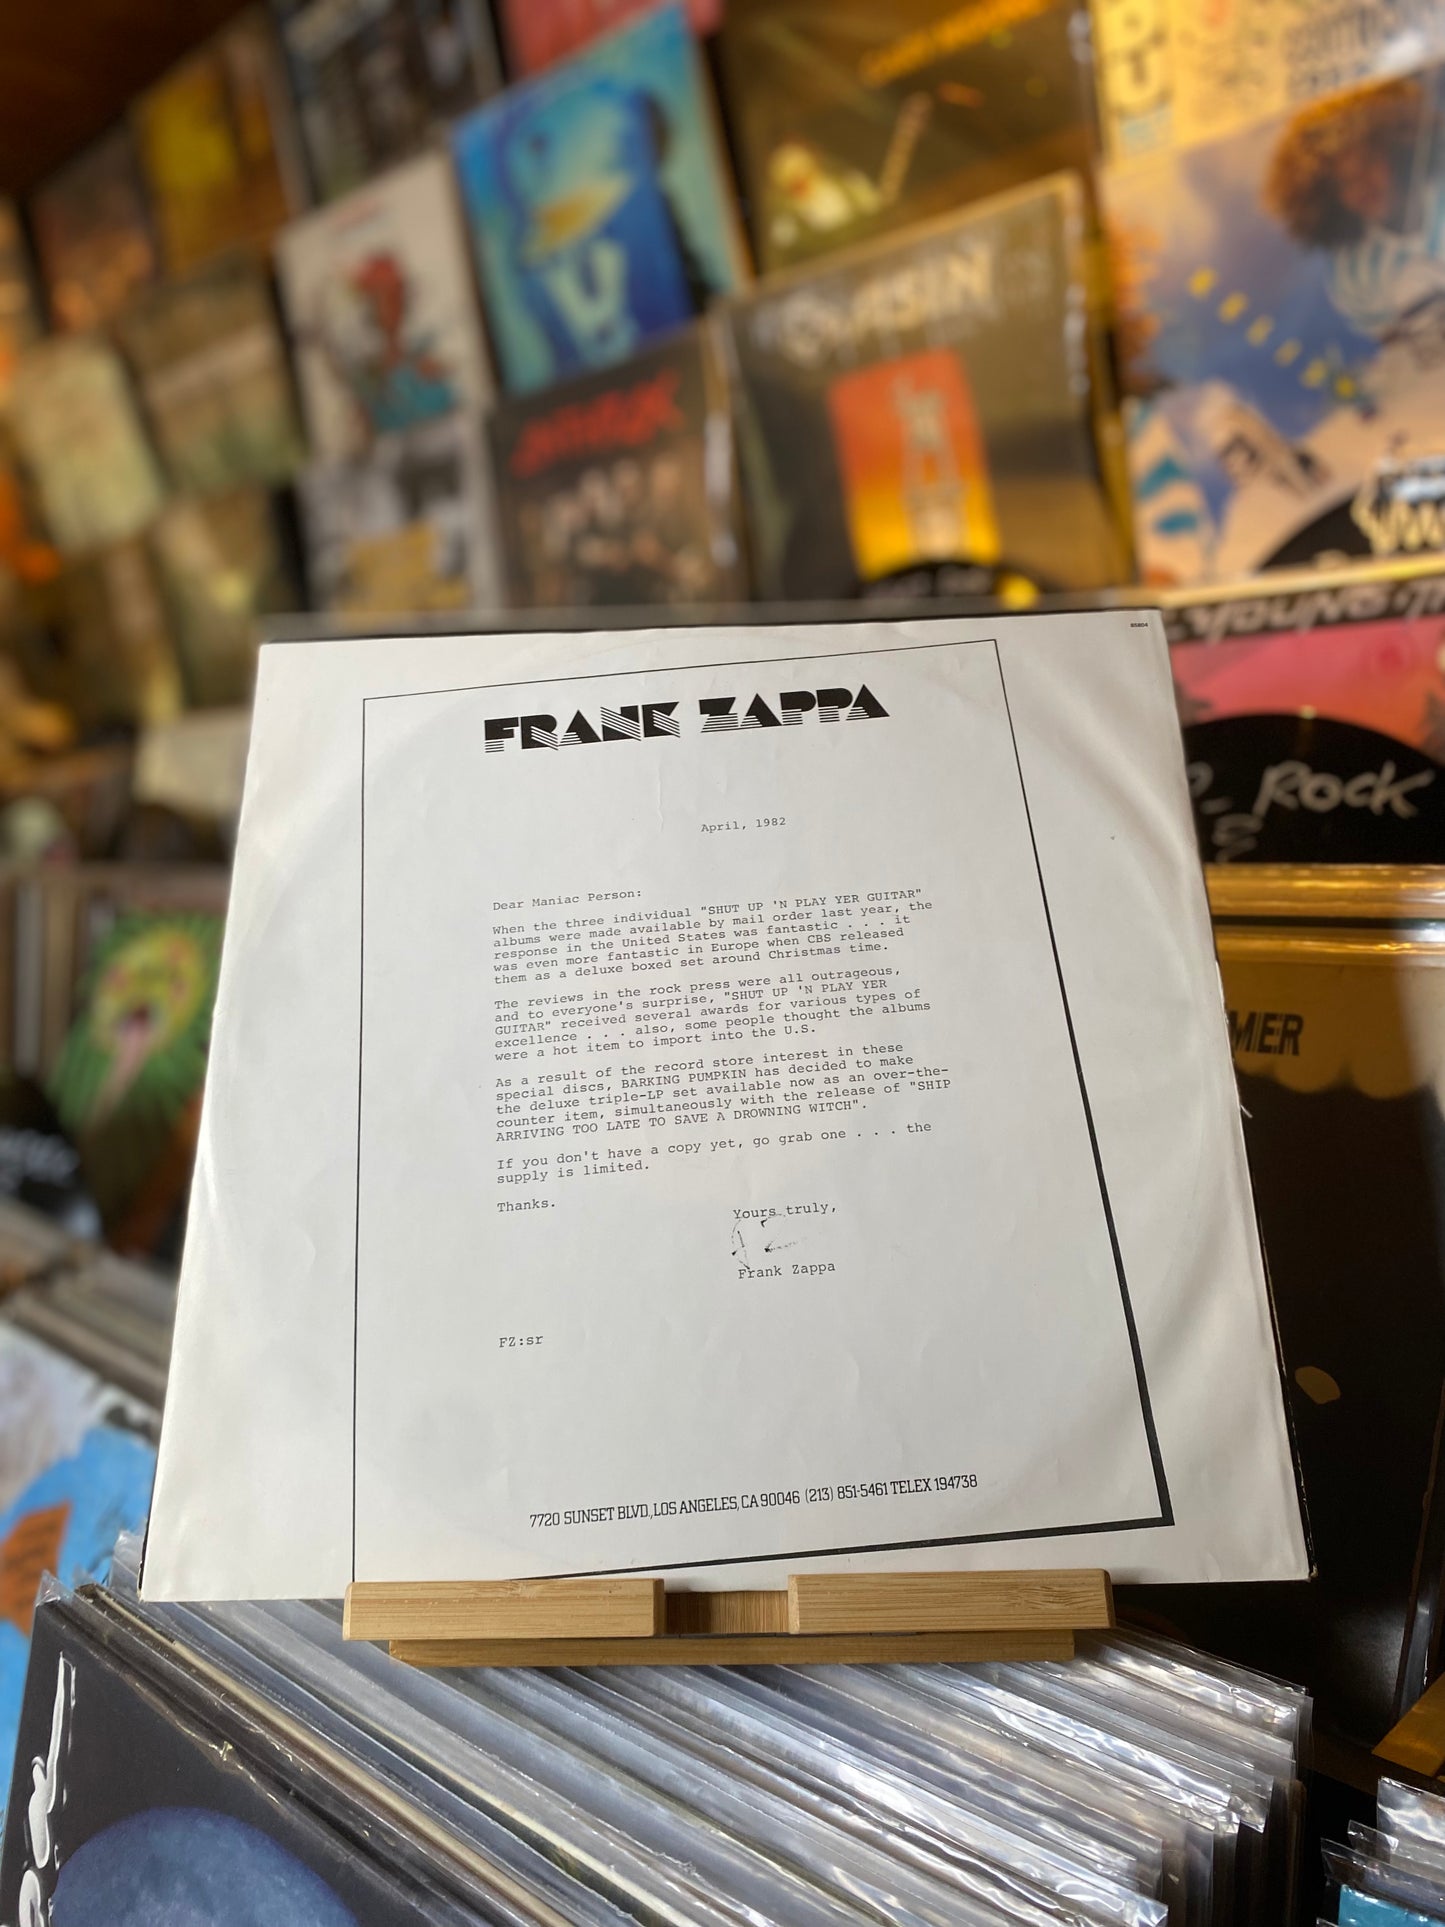 85804
FRANK ZAPPA
April, 1982
Dear Maniac Person:
When the three individual "SHUT UP 'N PLAY YER GUITAR"
albums were made available by mail order last year, the
response in the United States was fantastic . . . it
was even more fantastic in Europe when CBS released
them as a deluxe boxed set around Christmas time.
The reviews in the rock press were all outrageous,
and to everyone's surprise, "SHUT UP 'N PLAY YER
GUITAR" received several awards for various types of
excellence . . . also, some people thought the albums
were a hot item to import into the U.S.
As a result of the record store interest in these
special discs, BARKING PUMPKIN has decided to make
the deluxe triple-LP set available now as an over-the-
counter item, simultaneously with the release of "SHIP
ARRIVING TOO LATE TO SAVE A DROWNING WITCH".
If you don't have a copy yet, go grab one . . . the
supply is limited.
Thanks.
Yours truly,
Frank Zappa
FZ:sr
7720 SUNSET BLVD., LOS ANGELES, CA 90046 (213) 851-5461 TELEX 194738
ANTHRAX
YOUNG
ROCK
MER